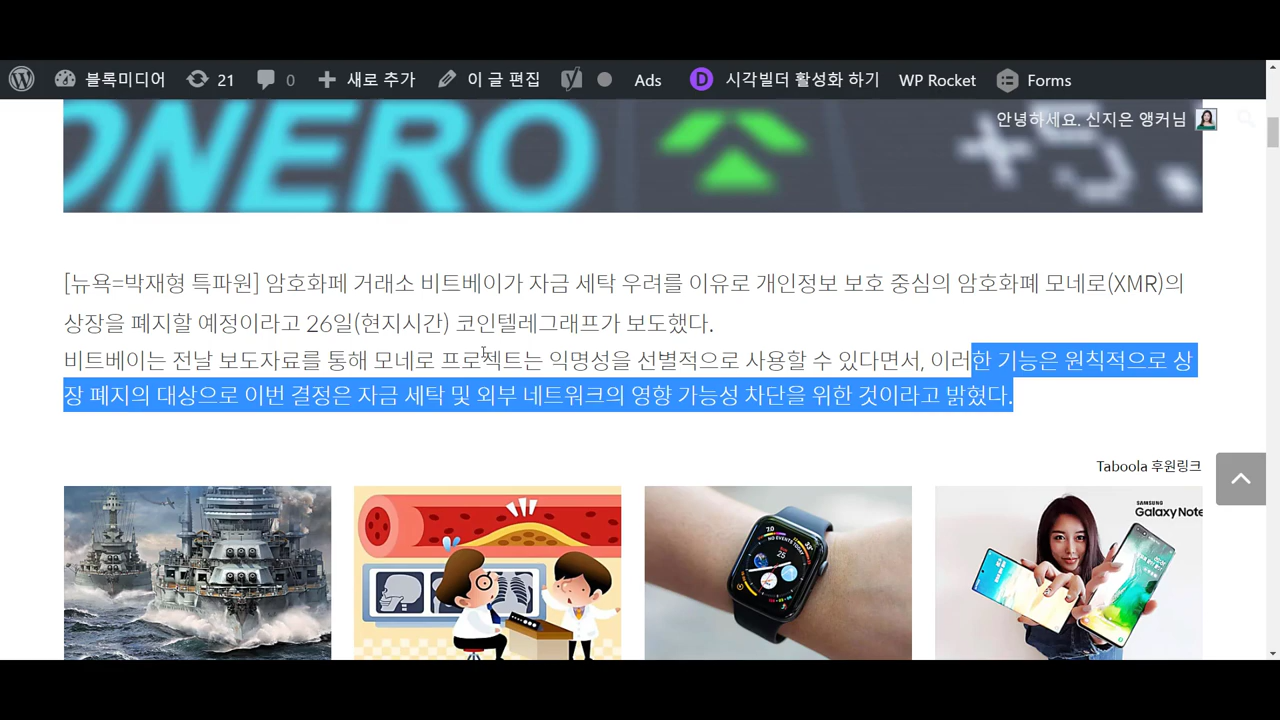 블록미디어 21 0 새로 추가 이 글 편집 Ads D 시각빌더 활성화 하기 WP Rocket Forms
안녕하세요. 신지은 앵커님
ONERO +5.
[뉴욕=박재형 특파원] 암호화폐 거래소 비트베이가 자금 세탁 우려를 이유로 개인정보 보호 중심의 암호화폐 모네로(XMR)의
상장을 폐지할 예정이라고 26일(현지시간) 코인텔레그래프가 보도했다.
비트베이는 전날 보도자료를 통해 모네로 프로젝트는 익명성을 선별적으로 사용할 수 있다면서, 이러한 기능은 원칙적으로 상
장 폐지의 대상으로 이번 결정은 자금 세탁 및 외부 네트워크의 영향 가능성 차단을 위한 것이라고 밝혔다.
Taboola 후원링크
SAMSUNG
Galaxy Note